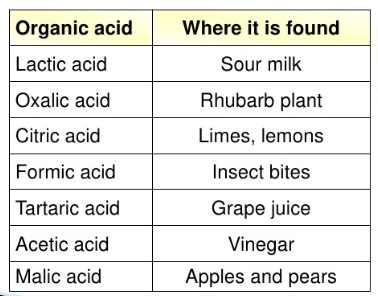 Organic acid Where it is found
Lactic acid Sour milk
Oxalic acid Rhubarb plant
Citric acid Limes, lemons
Formic acid Insect bites
Tartaric acid Grape juice
Acetic acid Vinegar
Malic acid Apples and pears